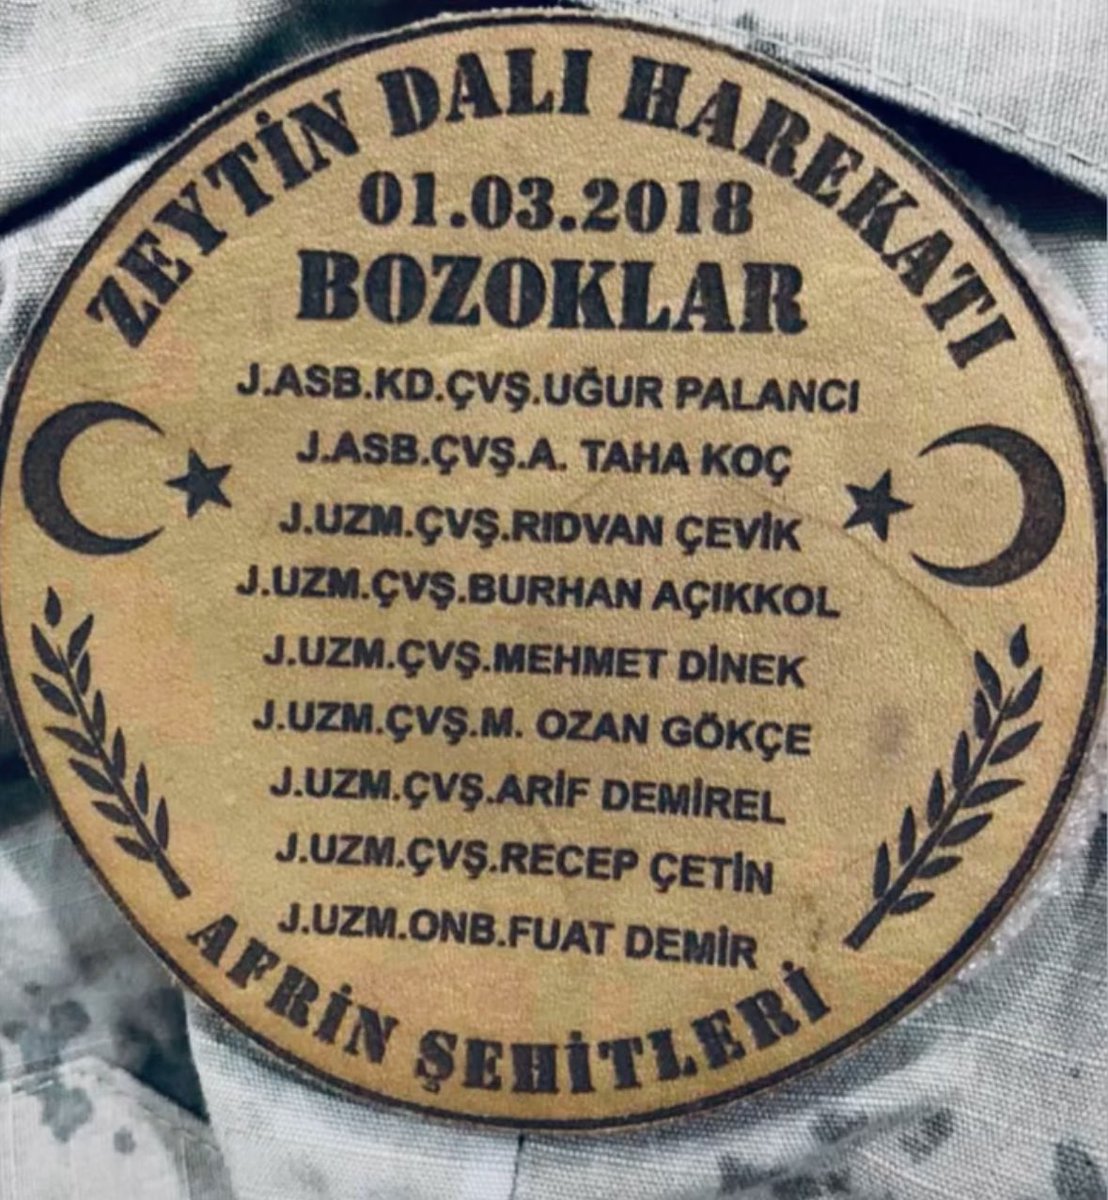 ZEYTİN DALI HAREKATI
01.03.2018
BOZOKLAR
J.ASB.KD.ÇVŞ.UĞUR PALANCI
J.ASB.ÇVŞ.A. TAHA KOÇ
J.UZM.ÇVŞ.RIDVAN ÇEVİK
J.UZM.ÇVŞ.BURHAN AÇIKKOL
J.UZM.ÇVŞ.MEHMET DİNEK
J.UZM.ÇVŞ.M. OZAN GÖKÇE
J.UZM.ÇVŞ.ARİF DEMİREL
J.UZM.ÇVŞ.RECEP ÇETİN
J.UZM.ONB.FUAT DEMİR
AFRİN ŞEHİTLERİ